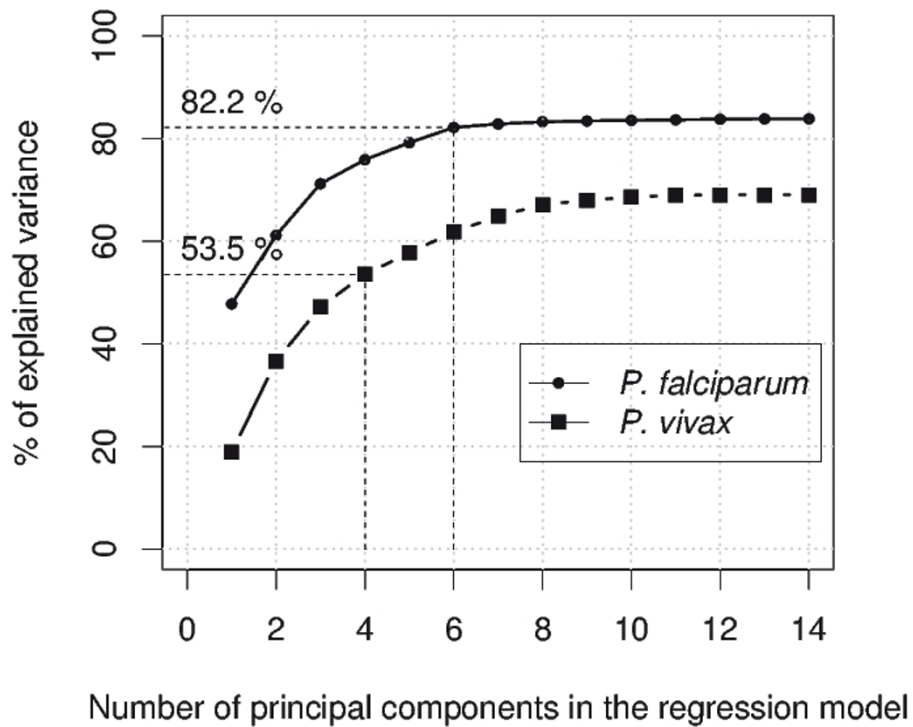 % of explained variance
100
80
60
40
20
0
82.2 %
53.5 %
P. falciparum
P. vivax
0 2 4 6 8 10 12 14
Number of principal components in the regression model